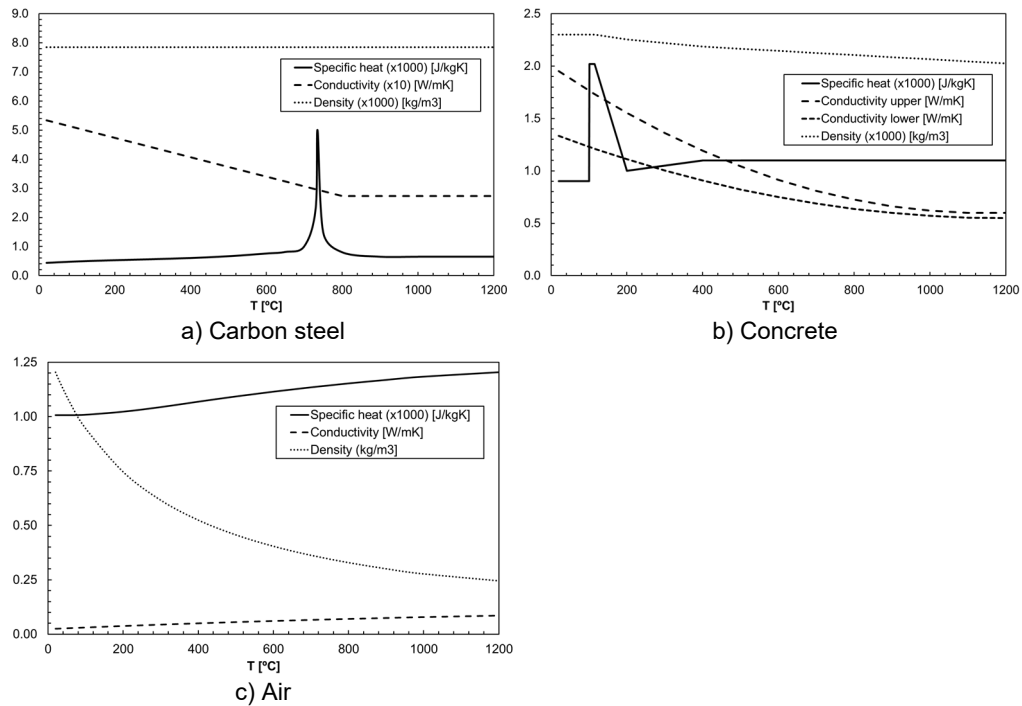 9.0
8.0
7.0
6.0
5.0
4.0
3.0
2.0
1.0
0.0
Specific heat (x1000) [J/kgK]
Conductivity (x10) [W/mK]
Density (x1000) [kg/m3]
0 200 400 600 800 1000 1200
T [ºC]
a) Carbon steel
2.5
2.0
1.5
1.0
0.5
0.0
Specific heat (x1000) [J/kgK]
Conductivity upper [W/mK]
Conductivity lower [W/mK]
Density (x1000) [kg/m3]
0 200 400 600 800 1000 1200
T [ºC]
b) Concrete
1.25
1.00
0.75
0.50
0.25
0.00
Specific heat (x1000) [J/kgK]
Conductivity [W/mK]
Density (kg/m3]
0 200 400 600 800 1000 1200
T [ºC]
c) Air